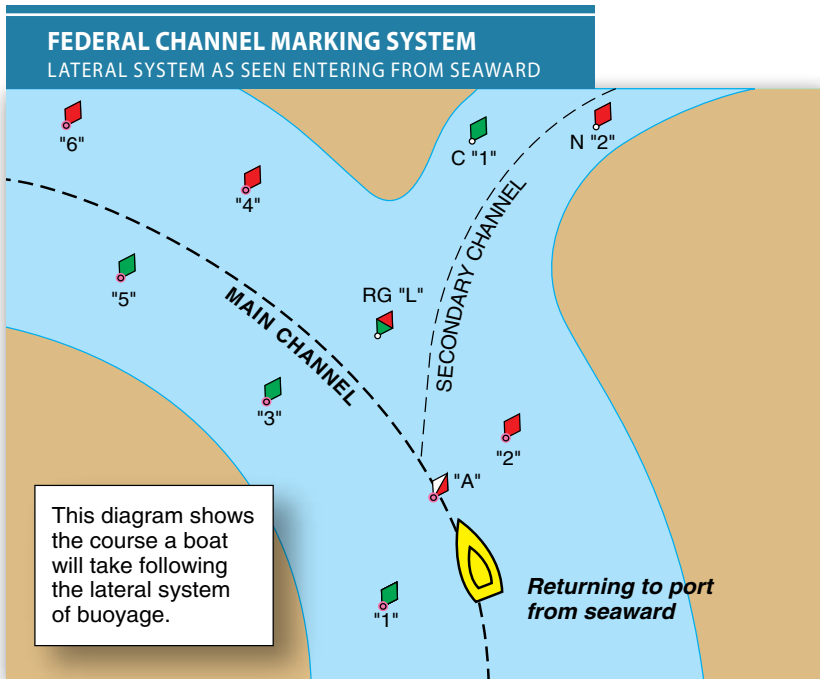 FEDERAL CHANNEL MARKING SYSTEM
LATERAL SYSTEM AS SEEN ENTERING FROM SEAWARD
"6"
C "1"
N "2"
"4"
SECONDARY CHANNEL
"5"
RG "L"
MAIN CHANNEL
"3"
"2"
"A"
This diagram shows
the course a boat
will take following
the lateral system
of buoyage.
"1"
Returning to port
from seaward